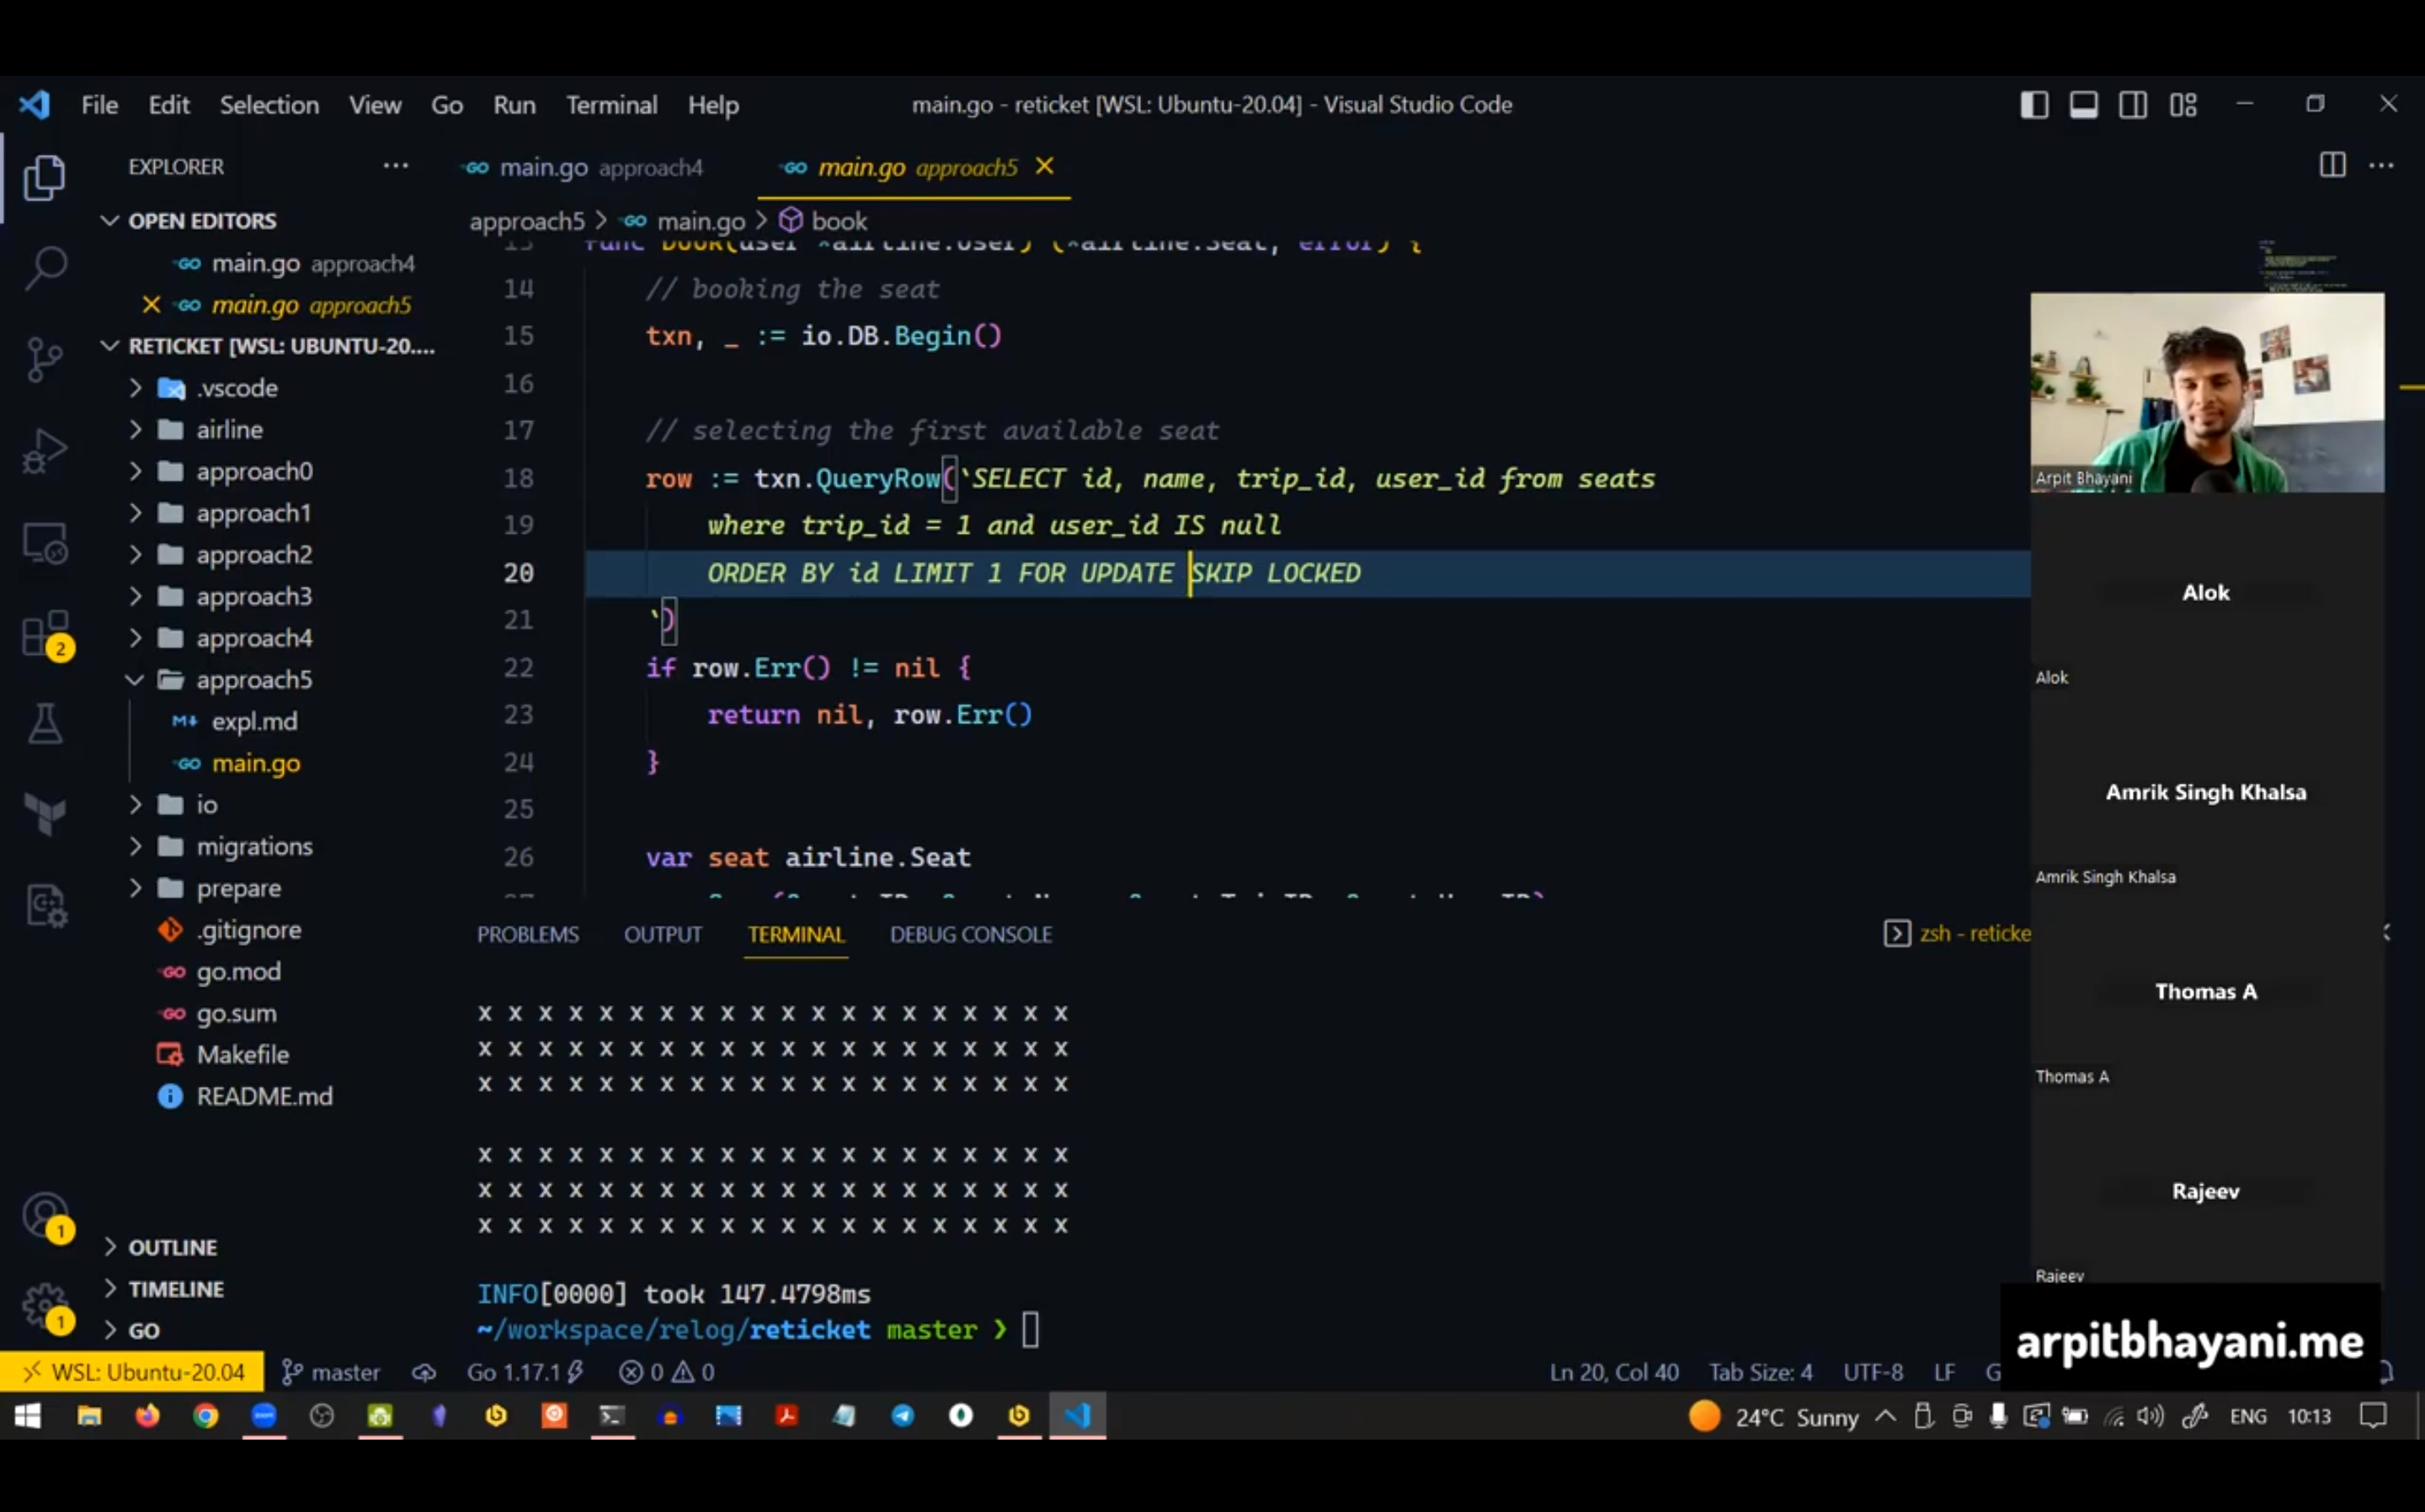 File Edit Selection View Go Run Terminal Help
main.go - reticket [WSL: Ubuntu-20.04] - Visual Studio Code
EXPLORER
OPEN EDITORS
main.go approach4
main.go approach5
RETICKET [WSL: UBUNTU-20....
.vscode
airline
approach0
approach1
approach2
approach3
approach4
approach5
expl.md
main.go
io
migrations
prepare
.gitignore
go.mod
go.sum
Makefile
README.md
OUTLINE
TIMELINE
GO
2
1
1
main.go approach4
main.go approach5
approach5 > main.go > book
14 // booking the seat
15 txn, _ := io.DB.Begin()
16
17 // selecting the first available seat
18 row := txn.QueryRow(`SELECT id, name, trip_id, user_id from seats
19 where trip_id = 1 and user_id IS null
20 ORDER BY id LIMIT 1 FOR UPDATE SKIP LOCKED
21 `)
22 if row.Err() != nil {
23 return nil, row.Err()
24 }
25
26 var seat airline.Seat
PROBLEMS OUTPUT TERMINAL DEBUG CONSOLE
zsh - reticke
x x x x x x x x x x x x x x x x x x x x
x x x x x x x x x x x x x x x x x x x x
x x x x x x x x x x x x x x x x x x x x
x x x x x x x x x x x x x x x x x x x x
x x x x x x x x x x x x x x x x x x x x
x x x x x x x x x x x x x x x x x x x x
INFO[0000] took 147.4798ms
~/workspace/relog/reticket master ❯
Arpit Bhayani
Alok
Alok
Amrik Singh Khalsa
Amrik Singh Khalsa
Thomas A
Thomas A
Rajeev
Rajeev
arpitbhayani.me
WSL: Ubuntu-20.04 master Go 1.17.1 0 0
Ln 20, Col 40 Tab Size: 4 UTF-8 LF G
24°C Sunny ENG 10:13